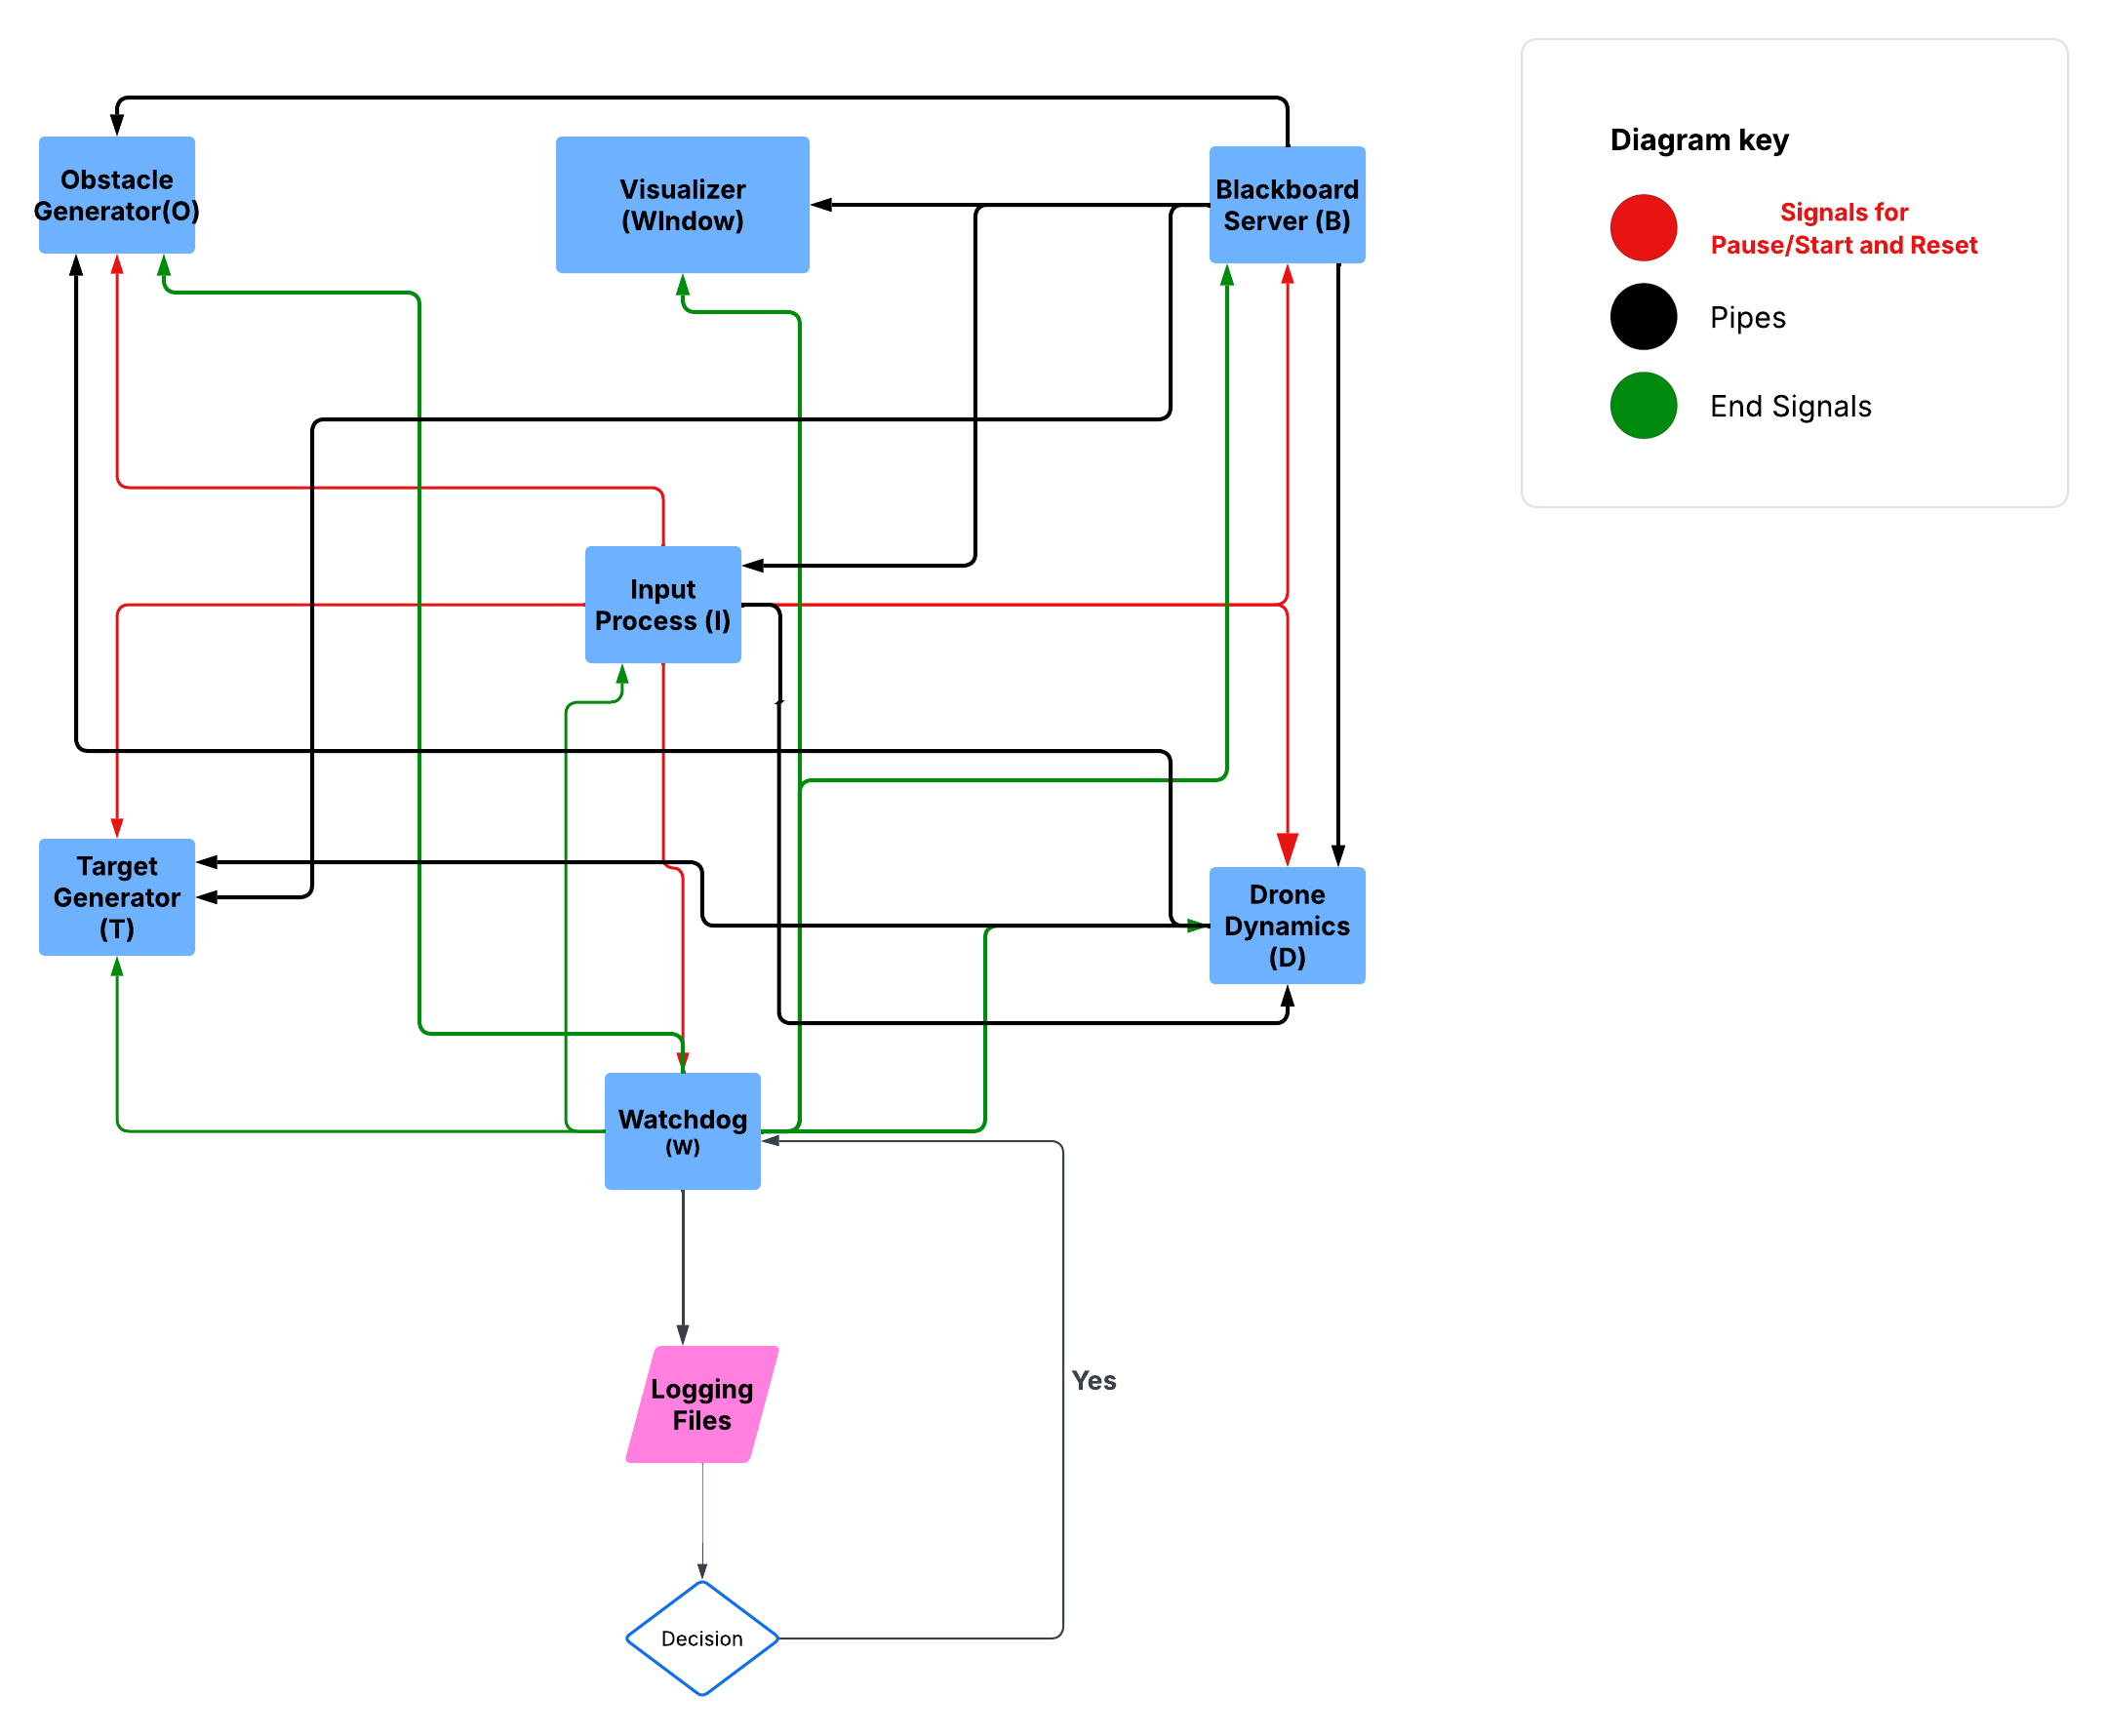 Obstacle
Generator(O)
Visualizer
(WIndow)
Blackboard
Server (B)
Diagram key
Signals for
Pause/Start and Reset
Pipes
End Signals
Input
Process (I)
Target
Generator
(T)
Drone
Dynamics
(D)
Watchdog
(W)
Logging
Files
Yes
Decision